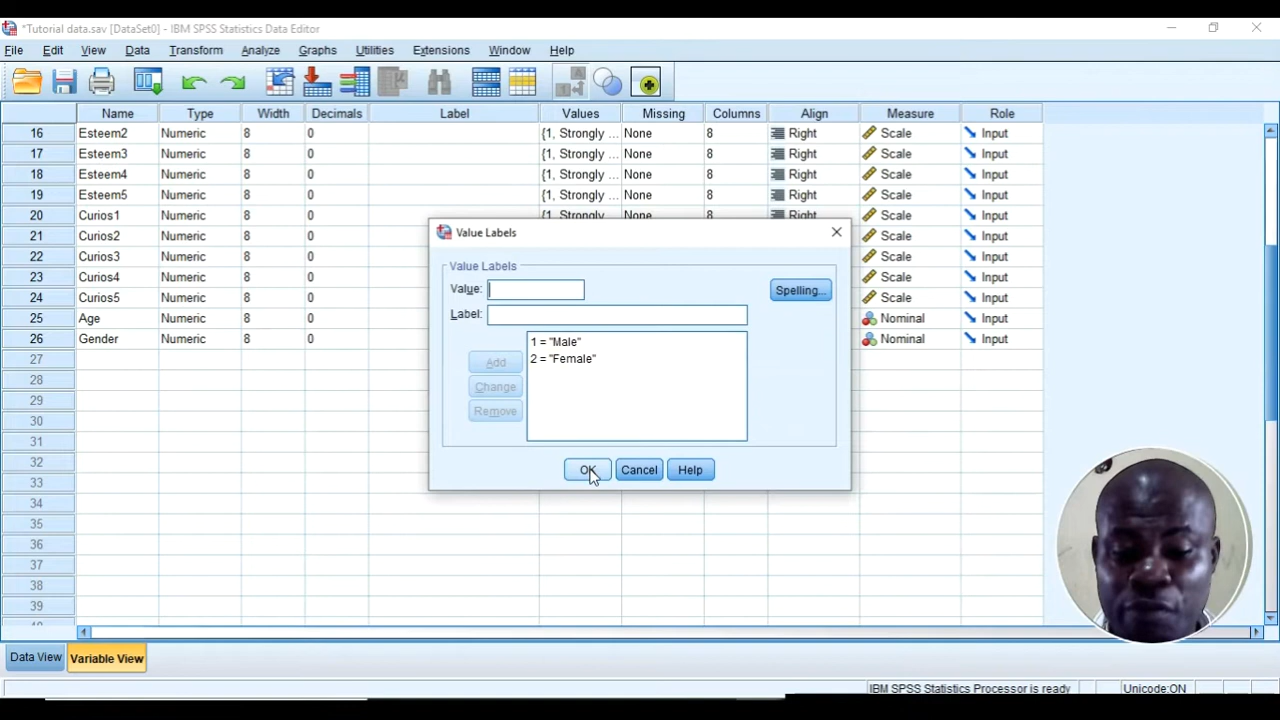 *Tutorial data.sav [DataSet0] - IBM SPSS Statistics Data Editor
File Edit View Data Transform Analyze Graphs Utilities Extensions Window Help
Name Type Width Decimals Label Values Missing Columns Align Measure Role
16 Esteem2 Numeric 8 0 {1, Strongly ... None 8 Right Scale Input
17 Esteem3 Numeric 8 0 {1, Strongly ... None 8 Right Scale Input
18 Esteem4 Numeric 8 0 {1, Strongly ... None 8 Right Scale Input
19 Esteem5 Numeric 8 0 {1, Strongly ... None 8 Right Scale Input
20 Curios1 Numeric 8 0 {1, Strongly ... None 8 Right Scale Input
21 Curios2 Numeric 8 0 Scale Input
22 Curios3 Numeric 8 0 Scale Input
23 Curios4 Numeric 8 0 Scale Input
24 Curios5 Numeric 8 0 Scale Input
25 Age Numeric 8 0 Nominal Input
26 Gender Numeric 8 0 Nominal Input
27
28
29
30
31
32
33
34
35
36
37
38
39
Value Labels
Value Labels
Value:
Spelling...
Label:
1 = "Male"
2 = "Female"
Add
Change
Remove
OK Cancel Help
Data View Variable View
IBM SPSS Statistics Processor is ready Unicode:ON